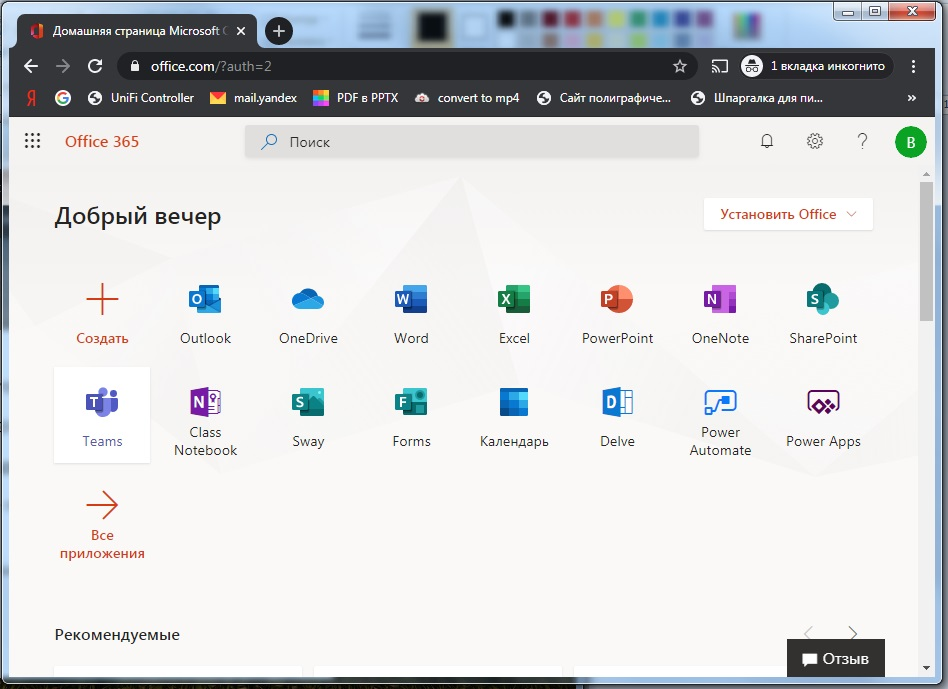 Домашняя страница Microsoft O
office.com/?auth=2
1 вкладка инкогнито
UniFi Controller
mail.yandex
PDF в PPTX
convert to mp4
Сайт полиграфиче...
Шпаргалка для пи...
»
Office 365
Поиск
?
В
Добрый вечер
Установить Office
Создать
Outlook
OneDrive
Word
Excel
PowerPoint
OneNote
SharePoint
Teams
Class
Notebook
Sway
Forms
Календарь
Delve
Power
Automate
Power Apps
Все
приложения
Рекомендуемые
Отзыв